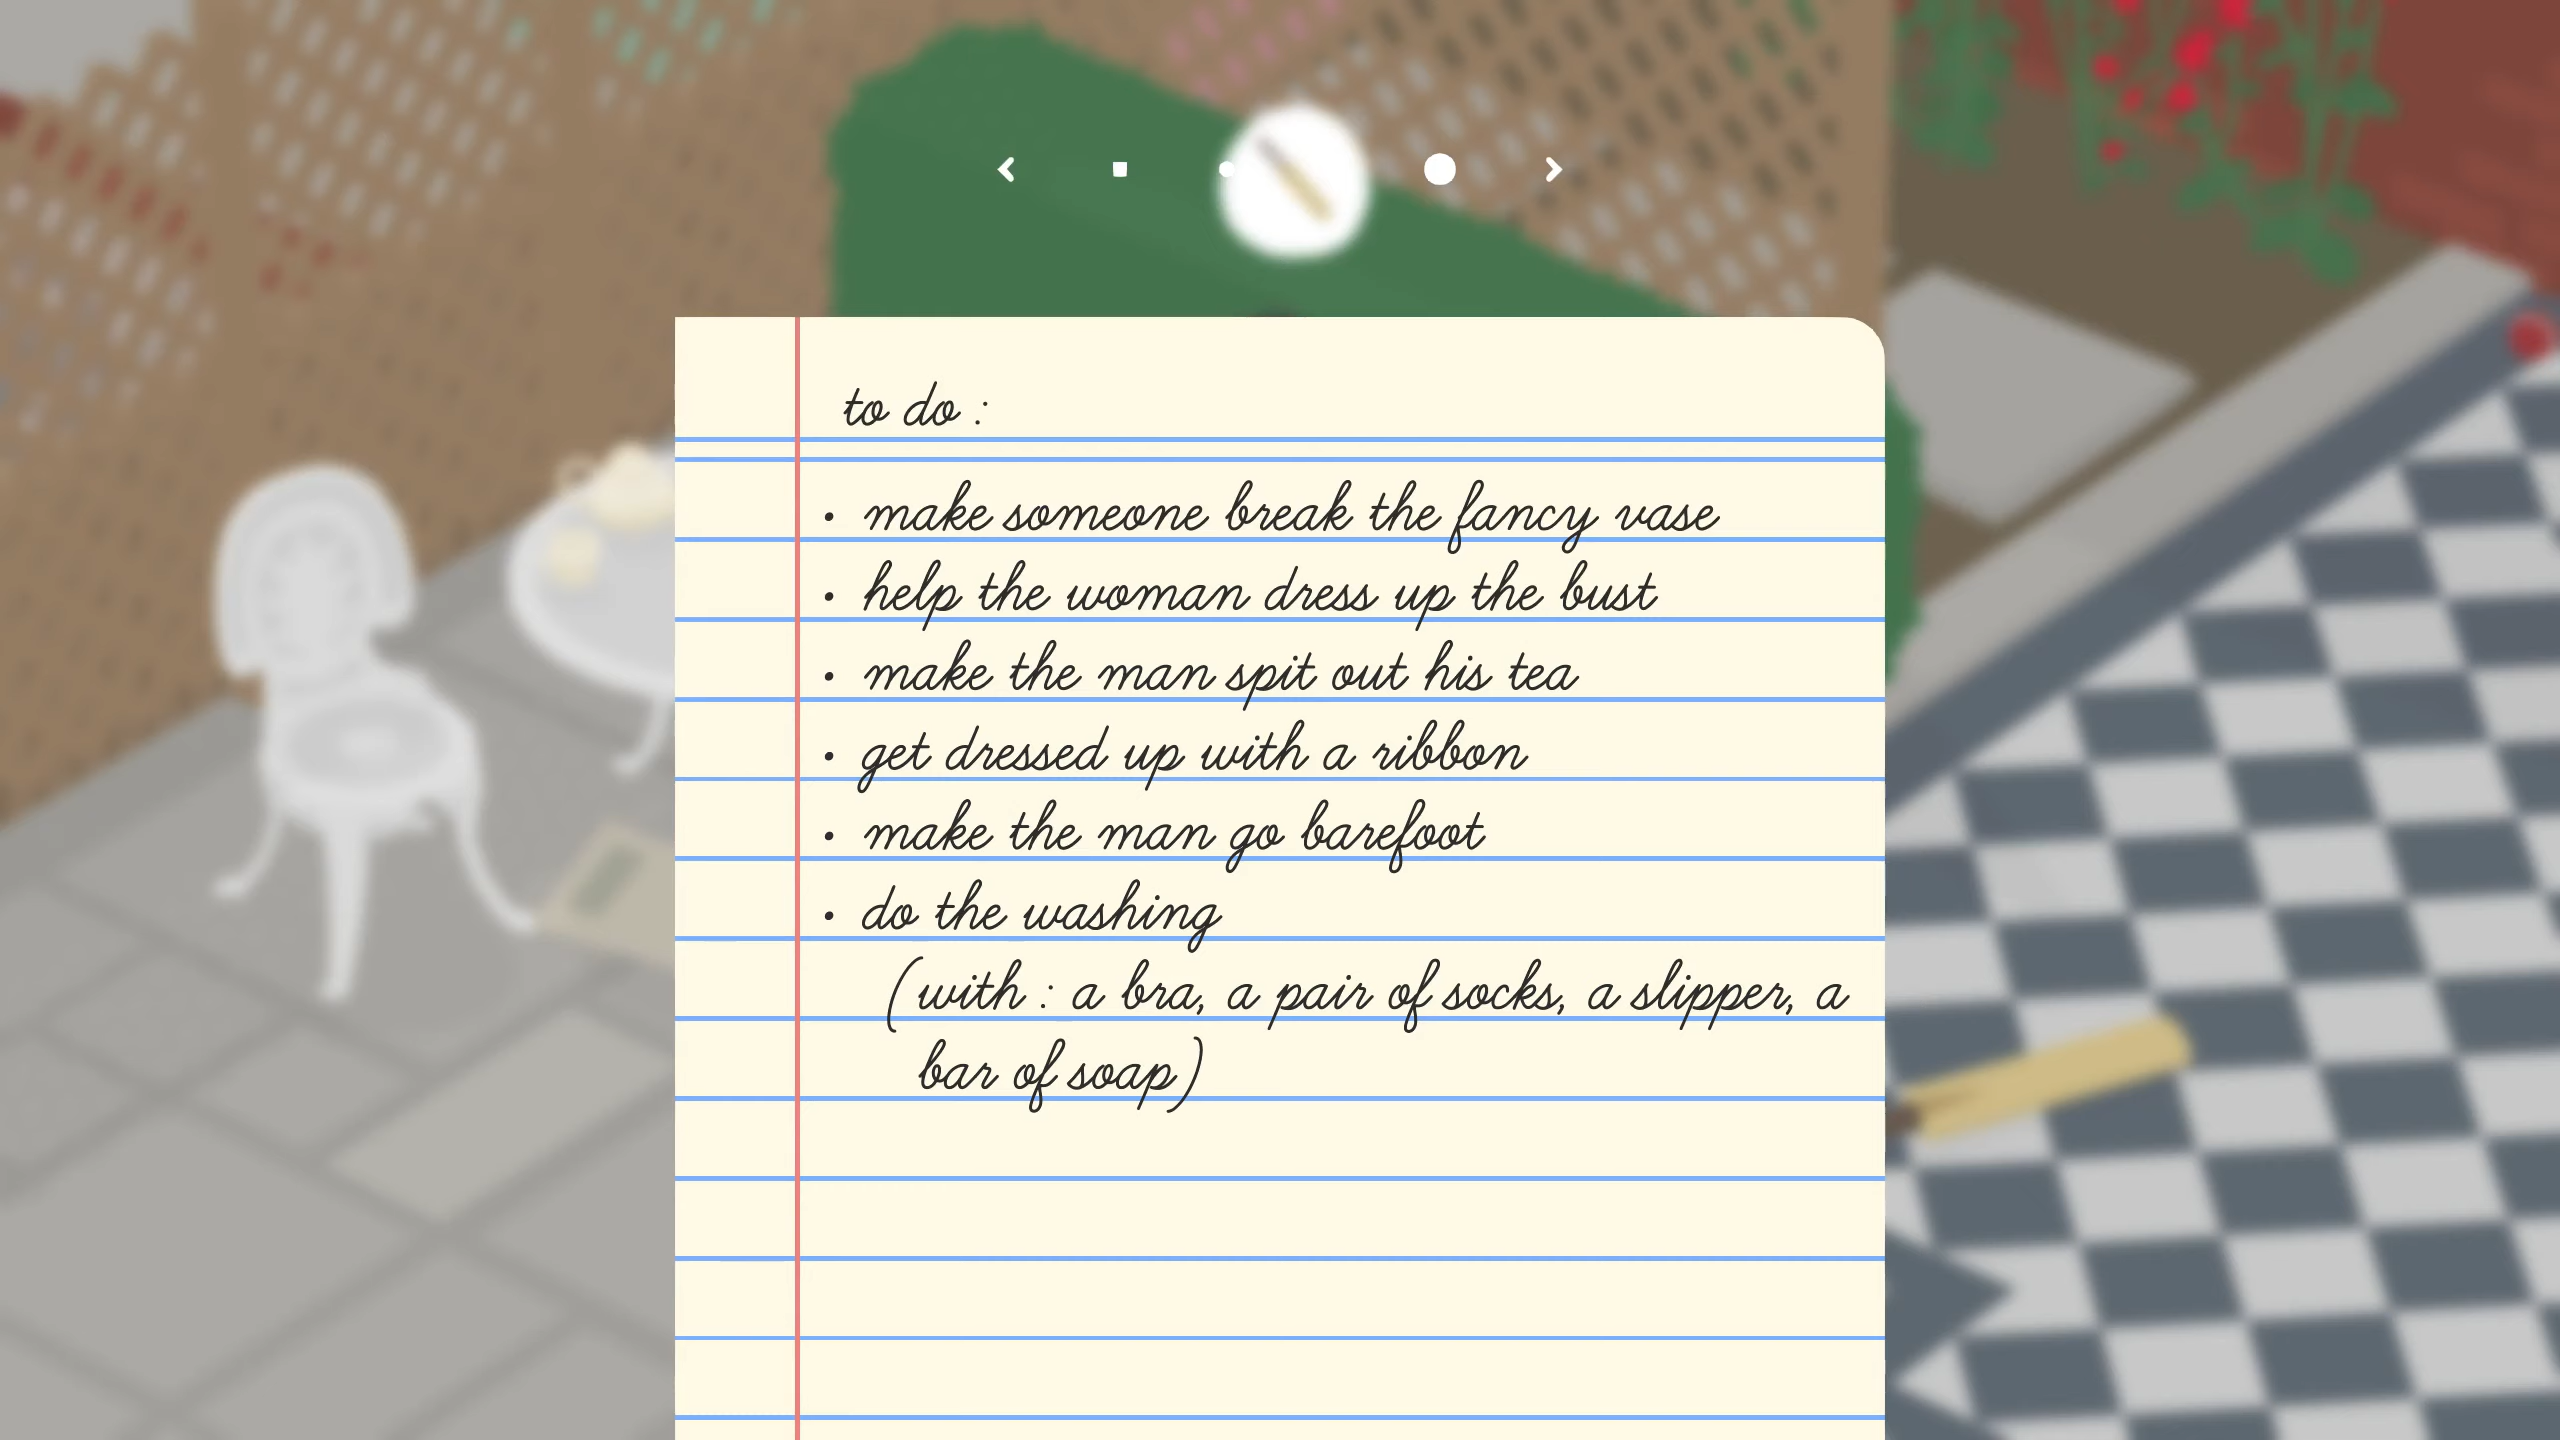 to do :
• make someone break the fancy vase
• help the woman dress up the bust
• make the man spit out his tea
• get dressed up with a ribbon
• make the man go barefoot
• do the washing
(with : a bra, a pair of socks, a slipper, a
bar of soap)